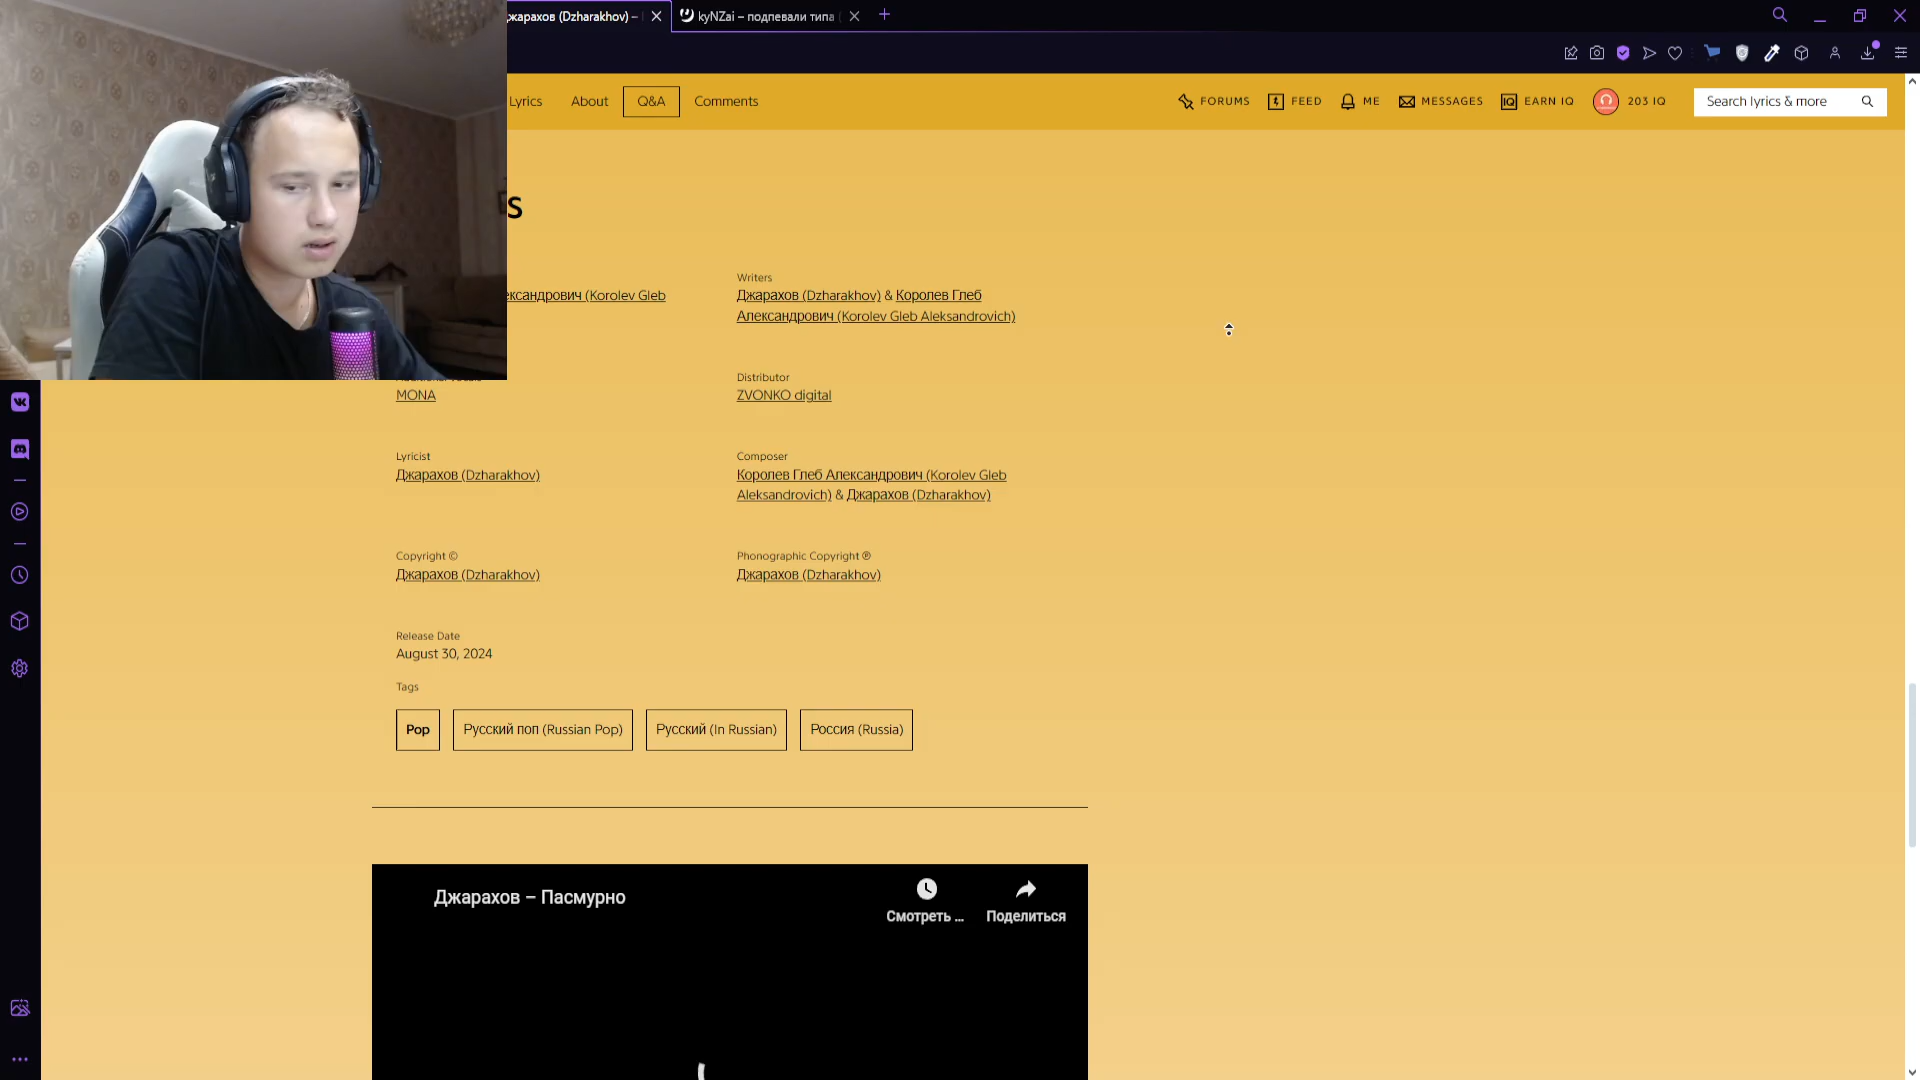 жарахов (Dzharakhov) –
kyNZai – подпевали типа
Lyrics
About
Q&A
Comments
FORUMS
FEED
ME
MESSAGES
EARN IQ
203 IQ
Search lyrics & more
s
ександрович (Korolev Gleb
Writers
Джарахов (Dzharakhov) & Королев Глеб
Александрович (Korolev Gleb Aleksandrovich)
MONA
Distributor
ZVONKO digital
Lyricist
Джарахов (Dzharakhov)
Composer
Королев Глеб Александрович (Korolev Gleb
Aleksandrovich) & Джарахов (Dzharakhov)
Copyright ©
Джарахов (Dzharakhov)
Phonographic Copyright ℗
Джарахов (Dzharakhov)
Release Date
August 30, 2024
Tags
Pop
Русский поп (Russian Pop)
Русский (In Russian)
Россия (Russia)
Джарахов – Пасмурно
Смотреть ...
Поделиться